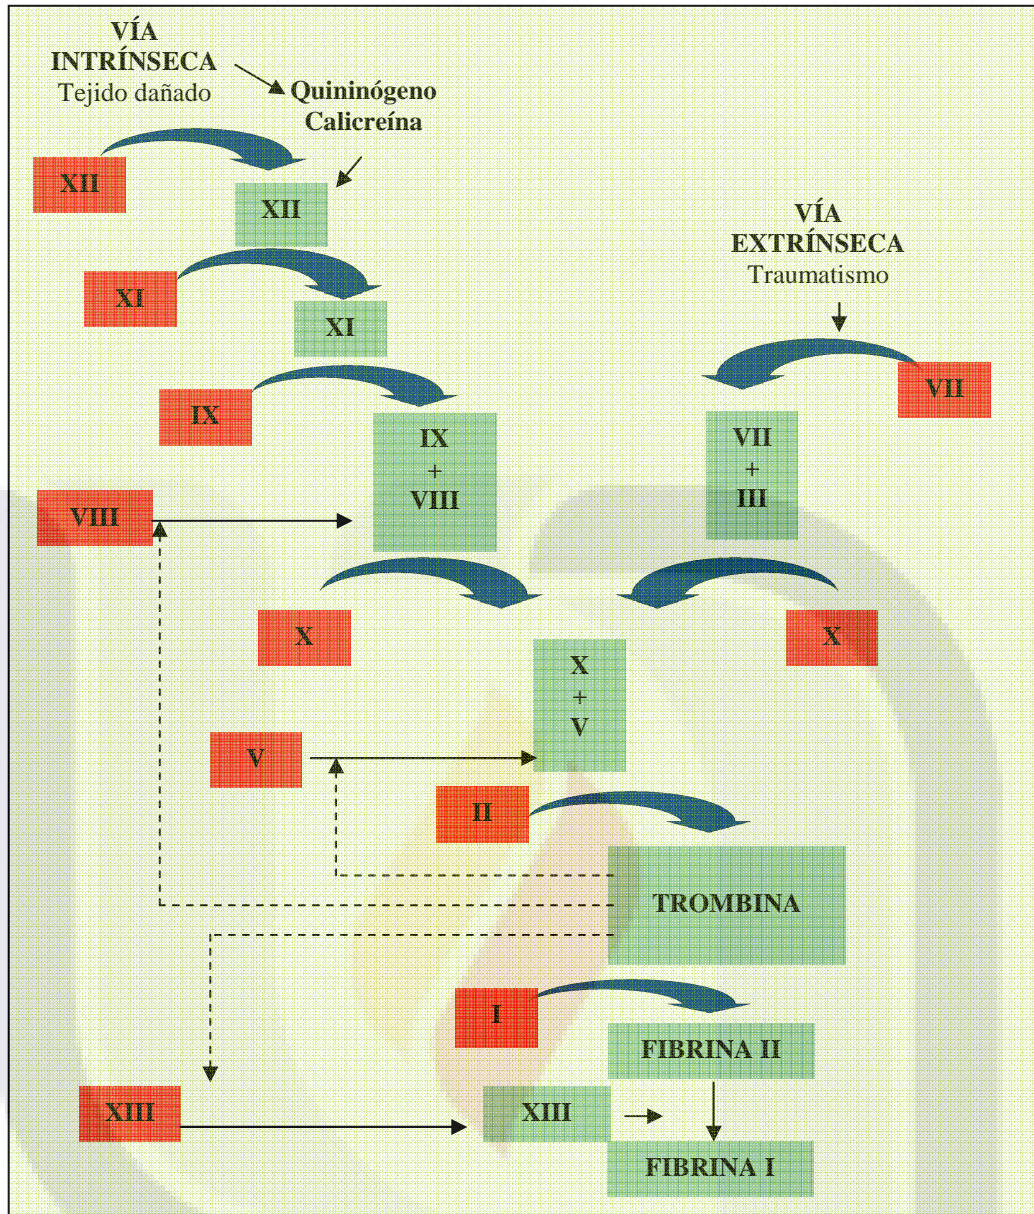 VÍA
INTRÍNSECA
Tejido dañado
Quininógeno
Calicreína
XII
XII
VÍA
EXTRÍNSECA
Traumatismo
XI
XI
VII
IX
IX
+
VIII
VII
+
III
VIII
X
X
X
+
V
V
II
TROMBINA
I
FIBRINA II
XIII
XIII
FIBRINA I